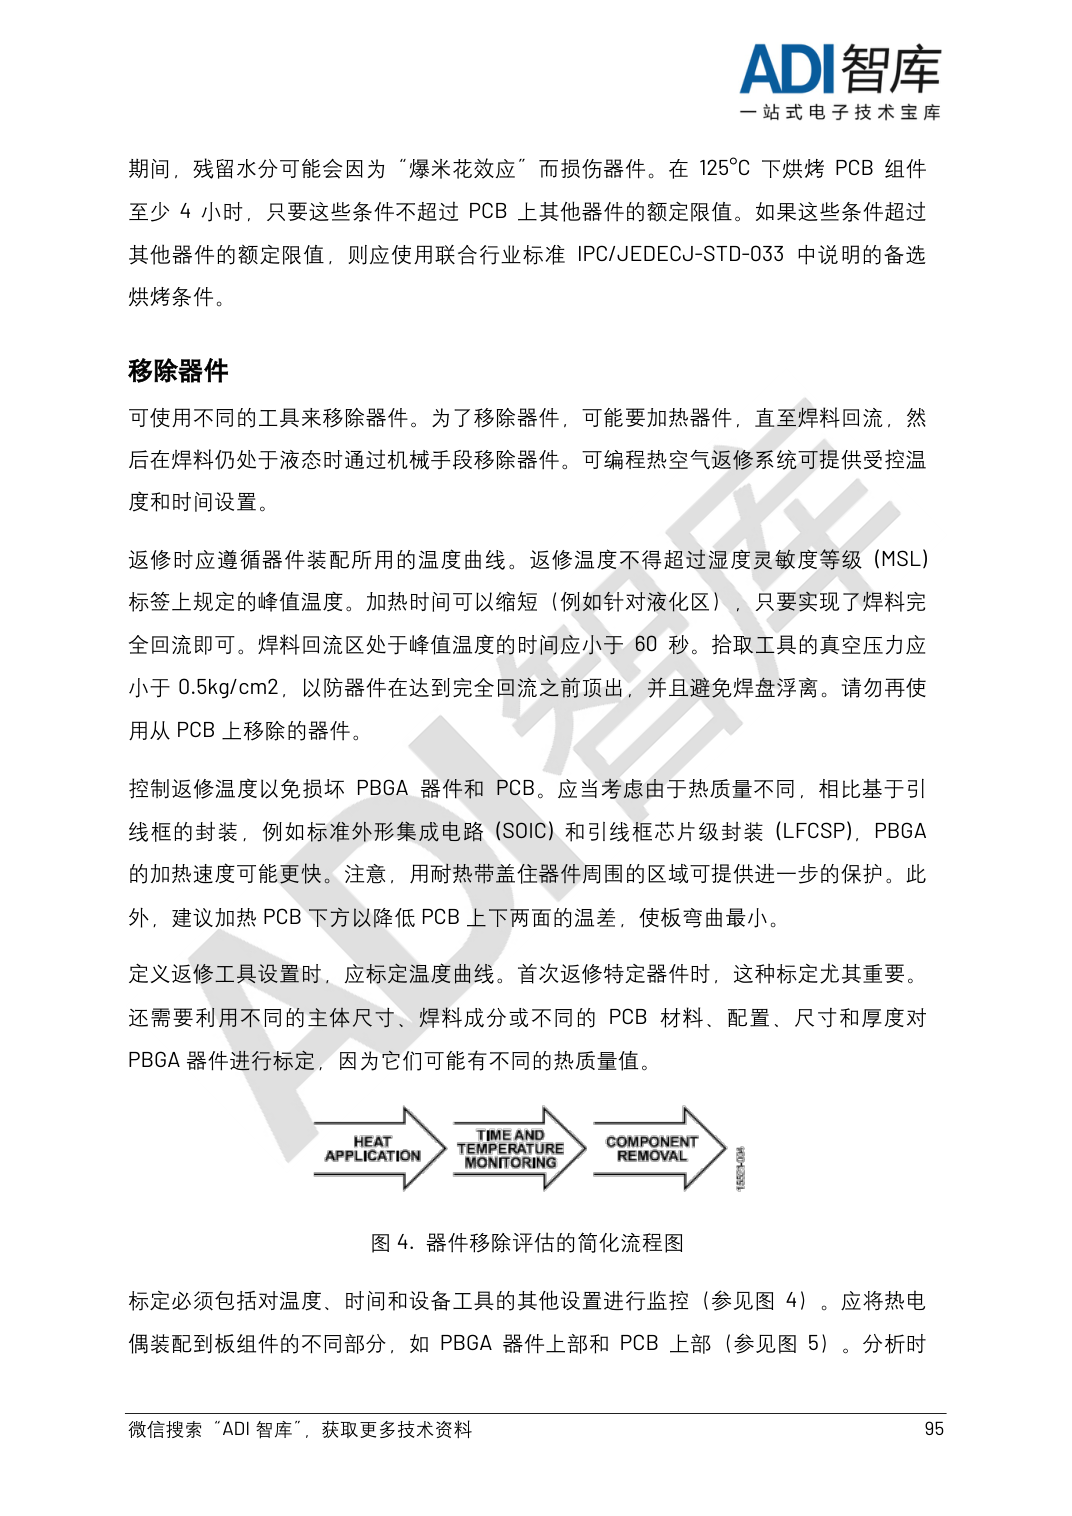 ADI智库
一站式电子技术宝库
期间，残留水分可能会因为“爆米花效应”而损伤器件。在 125°C 下烘烤 PCB 组件
至少 4 小时，只要这些条件不超过 PCB 上其他器件的额定限值。如果这些条件超过
其他器件的额定限值，则应使用联合行业标准 IPC/JEDECJ-STD-033 中说明的备选
烘烤条件。
移除器件
可使用不同的工具来移除器件。为了移除器件，可能要加热器件，直至焊料回流，然
后在焊料仍处于液态时通过机械手段移除器件。可编程热空气返修系统可提供受控温
度和时间设置。
返修时应遵循器件装配所用的温度曲线。返修温度不得超过湿度灵敏度等级 (MSL)
标签上规定的峰值温度。加热时间可以缩短（例如针对液化区），只要实现了焊料完
全回流即可。焊料回流区处于峰值温度的时间应小于 60 秒。拾取工具的真空压力应
小于 0.5kg/cm2，以防器件在达到完全回流之前顶出，并且避免焊盘浮离。请勿再使
用从 PCB 上移除的器件。
控制返修温度以免损坏 PBGA 器件和 PCB。应当考虑由于热质量不同，相比基于引
线框的封装，例如标准外形集成电路 (SOIC) 和引线框芯片级封装 (LFCSP)，PBGA
的加热速度可能更快。注意，用耐热带盖住器件周围的区域可提供进一步的保护。此
外，建议加热 PCB 下方以降低 PCB 上下两面的温差，使板弯曲最小。
定义返修工具设置时，应标定温度曲线。首次返修特定器件时，这种标定尤其重要。
还需要利用不同的主体尺寸、焊料成分或不同的 PCB 材料、配置、尺寸和厚度对
PBGA 器件进行标定，因为它们可能有不同的热质量值。
HEAT
APPLICATION
TIME AND
TEMPERATURE
MONITORING
COMPONENT
REMOVAL
15521-004
图 4. 器件移除评估的简化流程图
标定必须包括对温度、时间和设备工具的其他设置进行监控（参见图 4）。应将热电
偶装配到板组件的不同部分，如 PBGA 器件上部和 PCB 上部（参见图 5）。分析时
微信搜索“ADI 智库”，获取更多技术资料
95
ADI智库